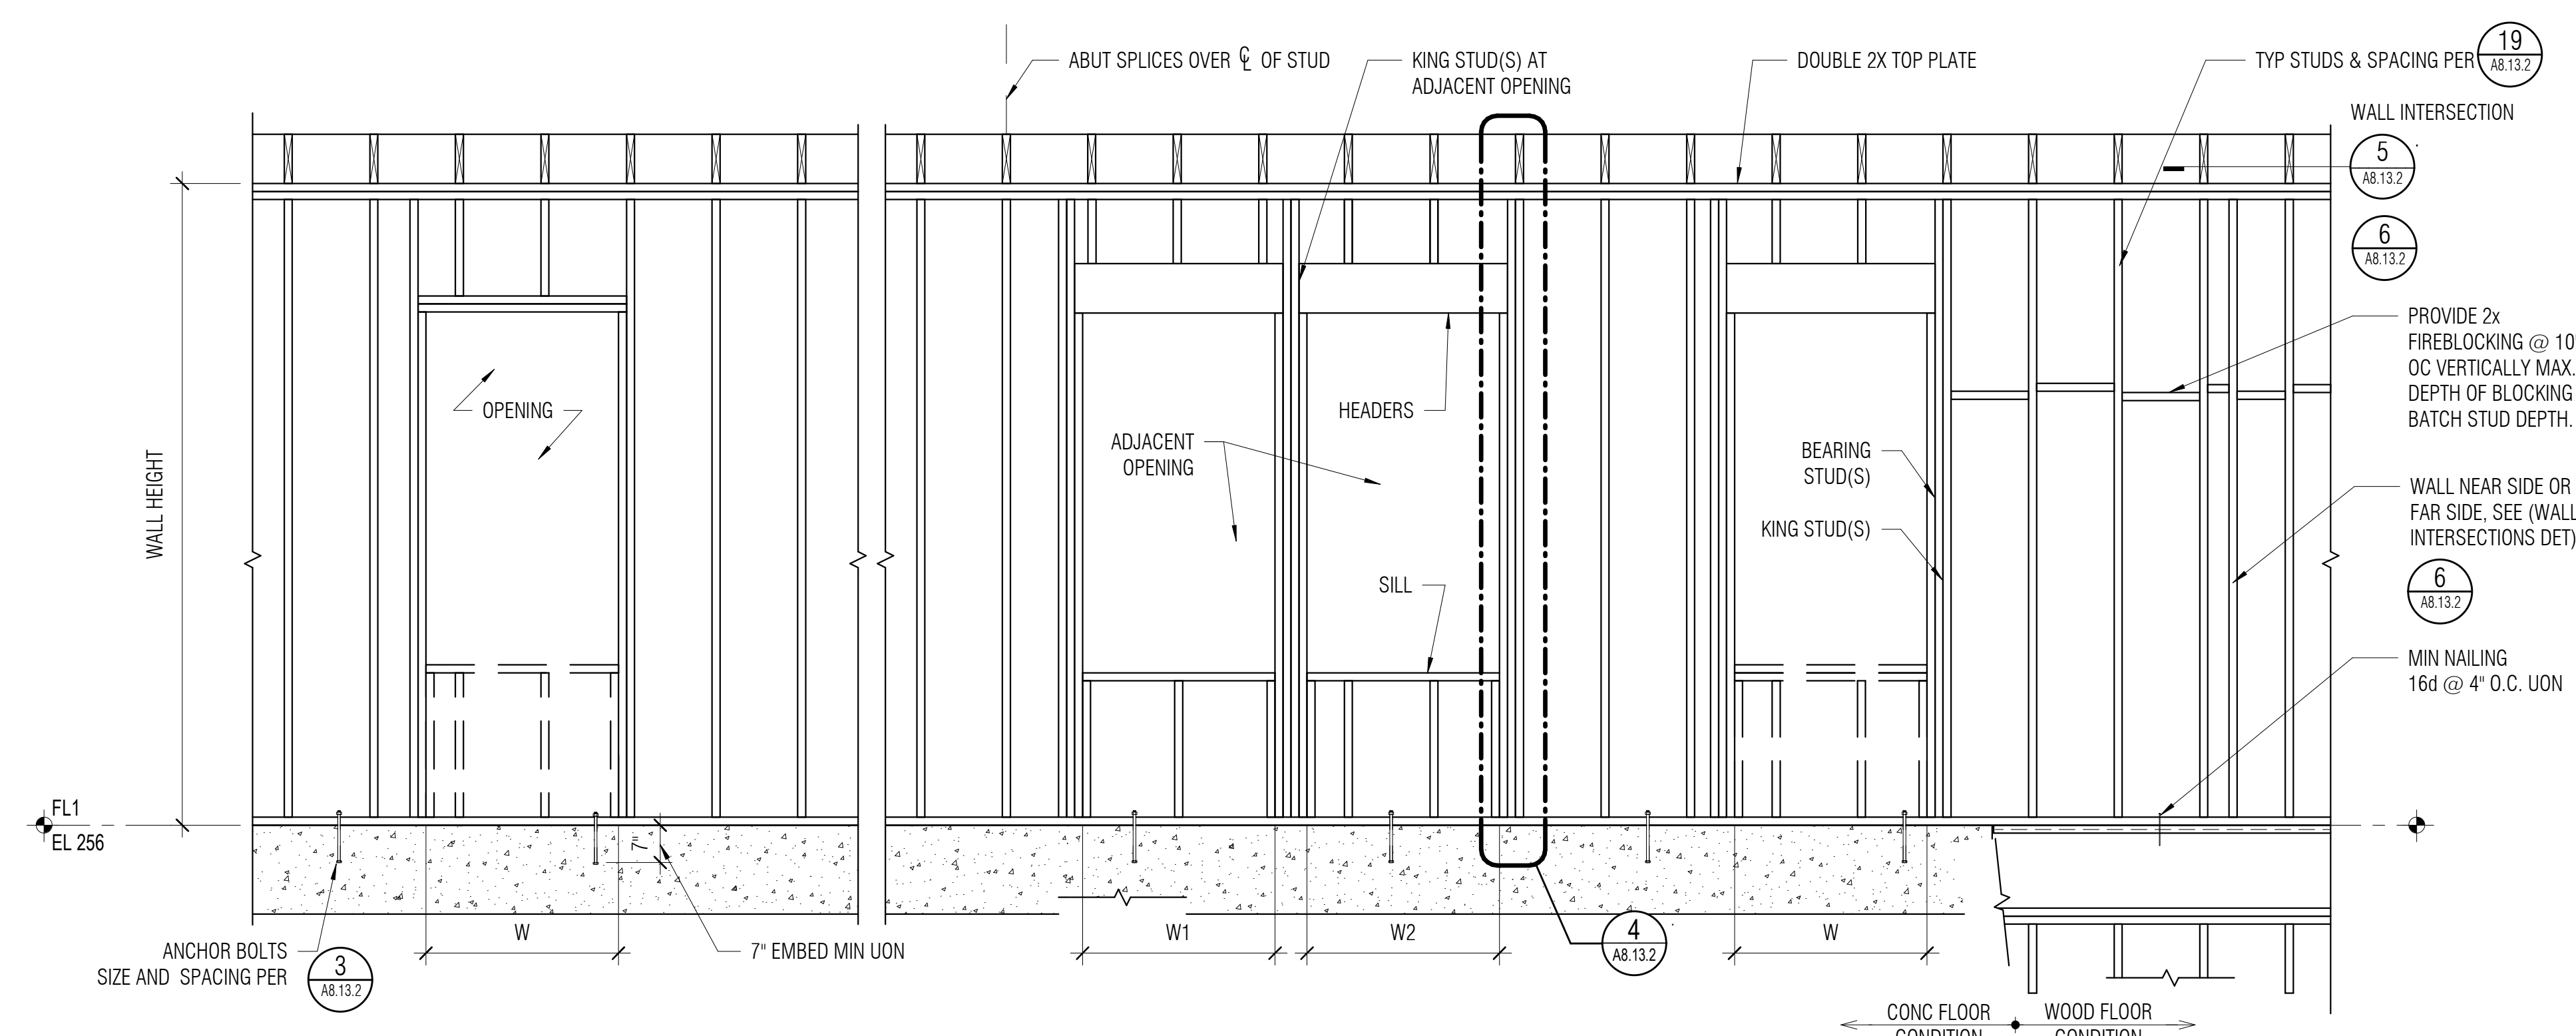 ABUT SPLICES OVER ℄ OF STUD
KING STUD(S) AT
ADJACENT OPENING
DOUBLE 2X TOP PLATE
TYP STUDS & SPACING PER
19
A8.13.2
WALL INTERSECTION
5
A8.13.2
6
A8.13.2
PROVIDE 2x
FIREBLOCKING @ 10'
OC VERTICALLY MAX.
DEPTH OF BLOCKING
BATCH STUD DEPTH.
OPENING
HEADERS
ADJACENT
OPENING
BEARING
STUD(S)
KING STUD(S)
SILL
WALL HEIGHT
WALL NEAR SIDE OR
FAR SIDE, SEE (WALL
INTERSECTIONS DET)
6
A8.13.2
MIN NAILING
16d @ 4" O.C. UON
FL1
EL 256
7"
W
W1
W2
W
ANCHOR BOLTS
SIZE AND SPACING PER
3
A8.13.2
7" EMBED MIN UON
4
A8.13.2
CONC FLOOR
CONDITION
WOOD FLOOR
CONDITION